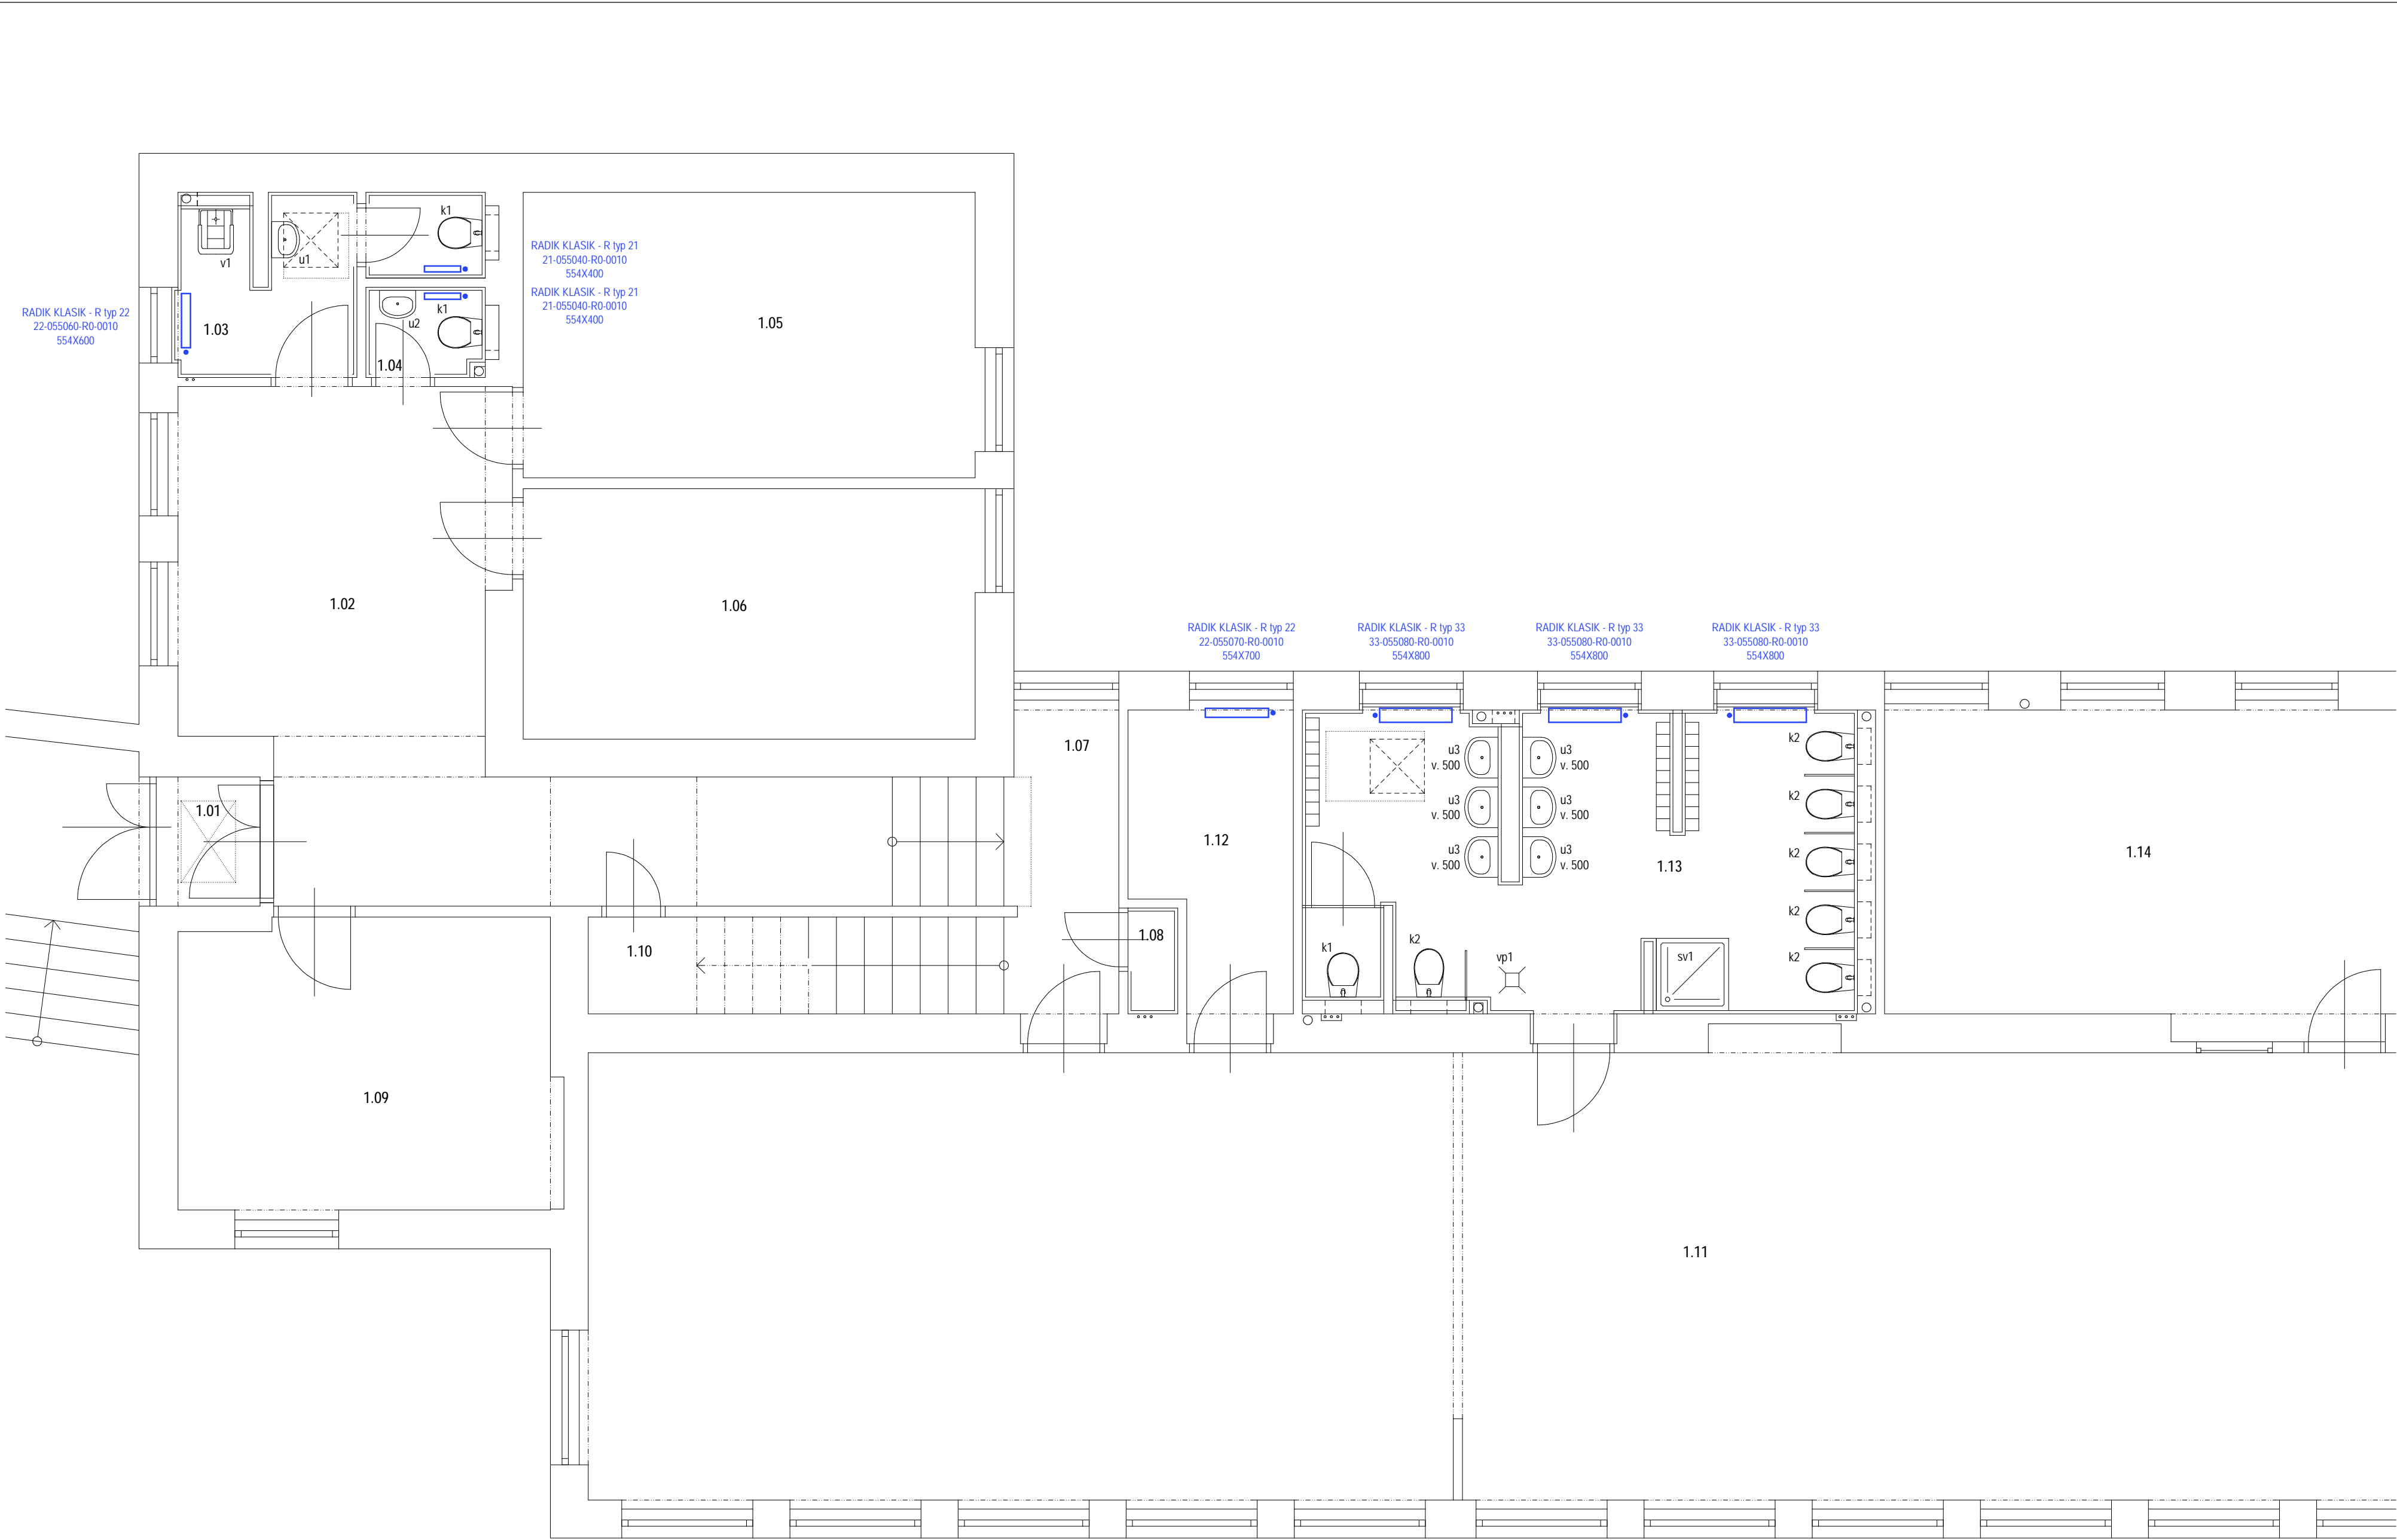 k1
RADIK KLASIK - R typ 21
21-055040-R0-0010
554X400
v1
u1
RADIK KLASIK - R typ 21
21-055040-R0-0010
554X400
RADIK KLASIK - R typ 22
22-055060-R0-0010
554X600
1.03
k1
u2
1.05
1.04
1.02
1.06
RADIK KLASIK - R typ 22
22-055070-R0-0010
554X700
RADIK KLASIK - R typ 33
33-055080-R0-0010
554X800
RADIK KLASIK - R typ 33
33-055080-R0-0010
554X800
RADIK KLASIK - R typ 33
33-055080-R0-0010
554X800
1.07
u3
v. 500
u3
v. 500
k2
1.01
u3
v. 500
u3
v. 500
k2
1.12
u3
v. 500
u3
v. 500
k2
1.13
1.14
k2
1.10
1.08
k1
k2
vp1
sv1
k2
1.09
1.11